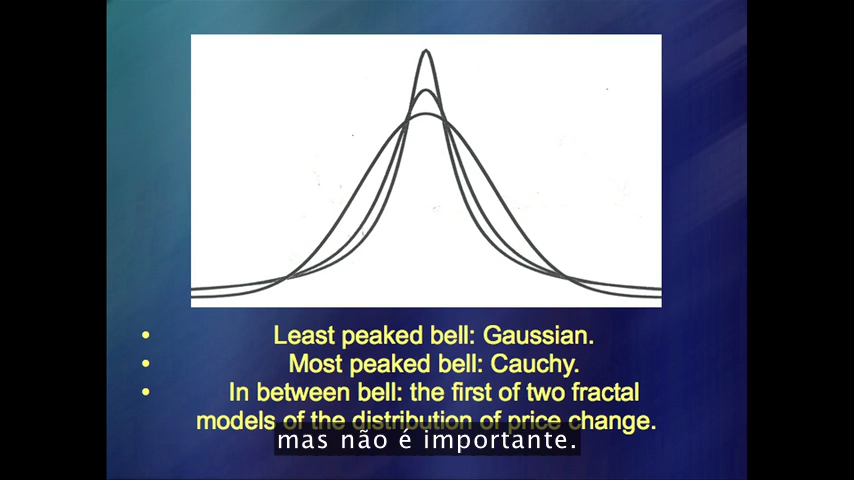 • Least peaked bell: Gaussian.
• Most peaked bell: Cauchy.
• In between bell: the first of two fractal
models of the distribution of price change.
mas não é importante.